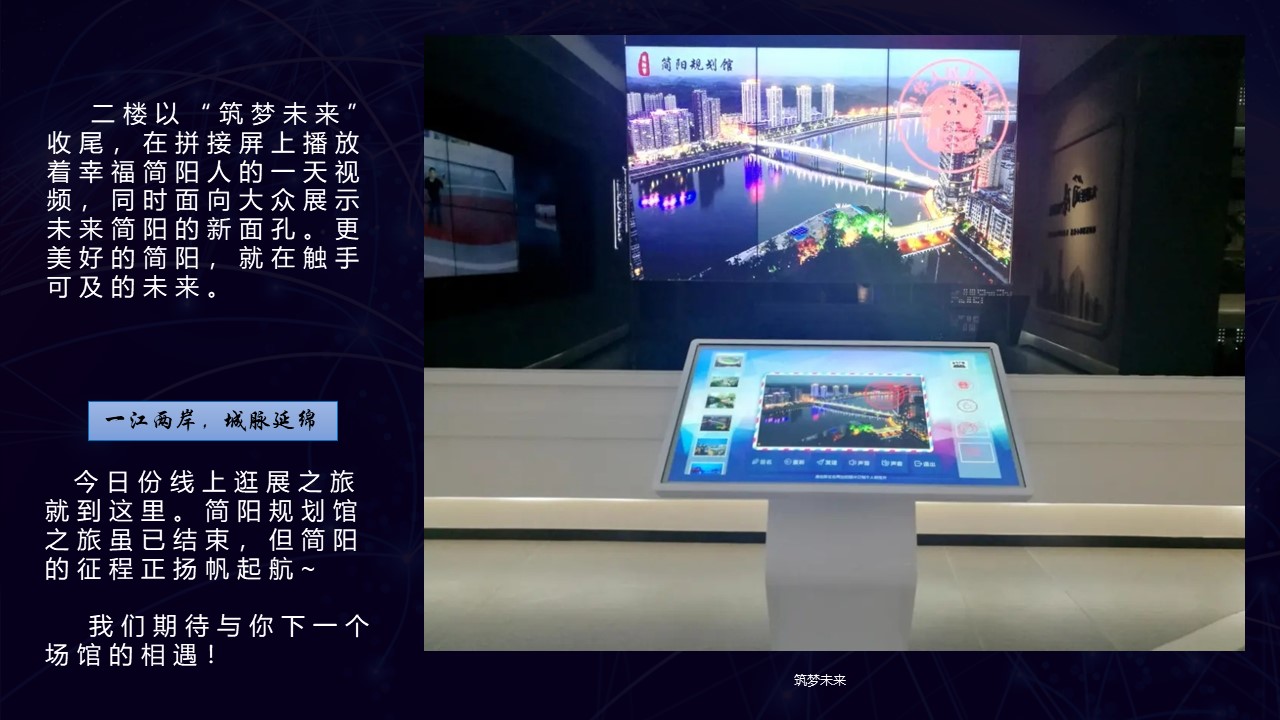 二楼以“筑梦未来”
收尾，在拼接屏上播放
着幸福简阳人的一天视
频，同时面向大众展示
未来简阳的新面孔。更
美好的简阳，就在触手
可及的未来。
一江两岸，城脉延绵
今日份线上逛展之旅
就到这里。简阳规划馆
之旅虽已结束，但简阳
的征程正扬帆起航~
我们期待与你下一个
场馆的相遇！
简阳规划馆
筑梦未来